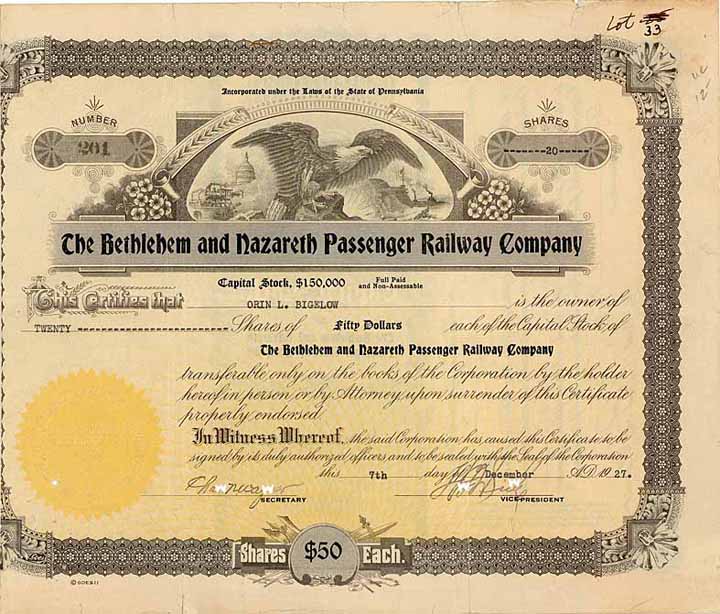 Lot 33
Incorporated under the Laws of the State of Pennsylvania
NUMBER
201
SHARES
-------20----
The Bethlehem and Nazareth Passenger Railway Company
Capital Stock, $150,000 Full Paid and Non-Assessable
This Certifies that ORIN L. BIGELOW is the owner of
TWENTY ---------------------- Shares of Fifty Dollars each of the Capital Stock of
The Bethlehem and Nazareth Passenger Railway Company
transferable only on the books of the Corporation by the holder
hereof in person or by Attorney upon surrender of this Certificate
properly endorsed
In Witness Whereof, the said Corporation has caused this Certificate to be
signed by its duly authorized officers and to be sealed with the Seal of the Corporation
this 7th day of December A.D. 1927.
SECRETARY
VICE-PRESIDENT
Shares $50 Each.
© GOES 11